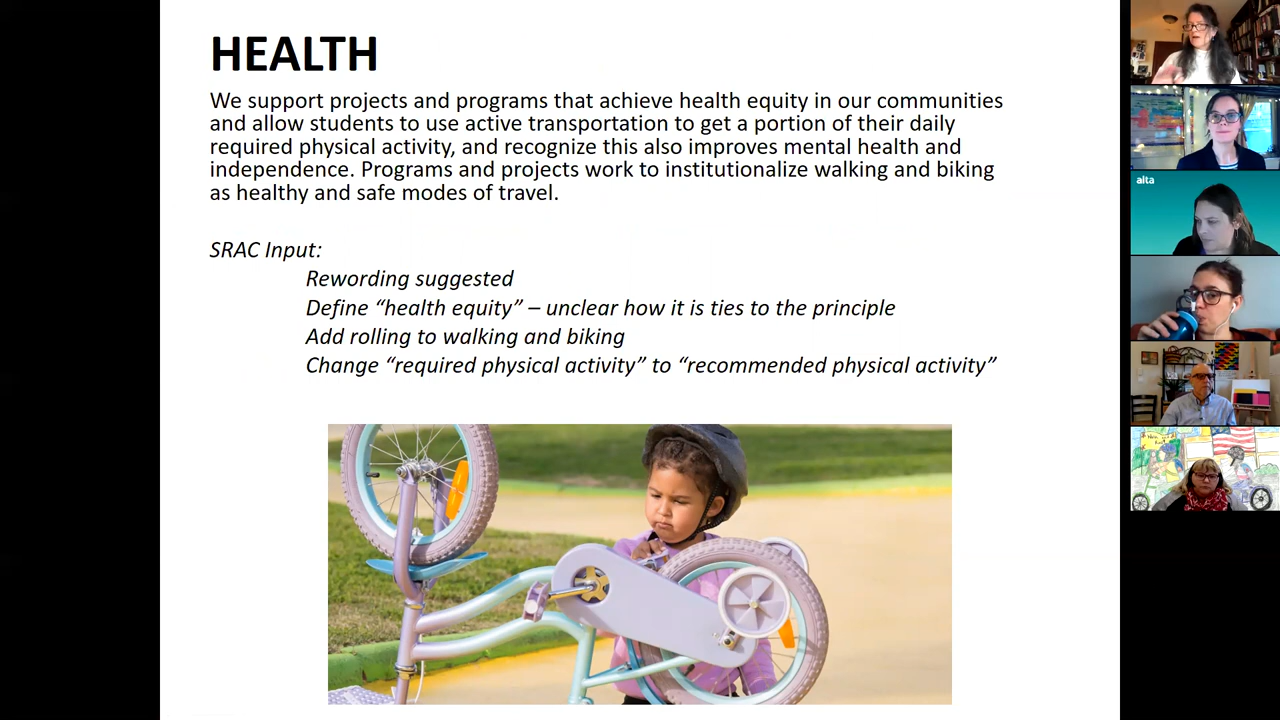 HEALTH
We support projects and programs that achieve health equity in our communities
and allow students to use active transportation to get a portion of their daily
required physical activity, and recognize this also improves mental health and
independence. Programs and projects work to institutionalize walking and biking
as healthy and safe modes of travel.
SRAC Input:
Rewording suggested
Define “health equity” – unclear how it is ties to the principle
Add rolling to walking and biking
Change “required physical activity” to “recommended physical activity”
alta